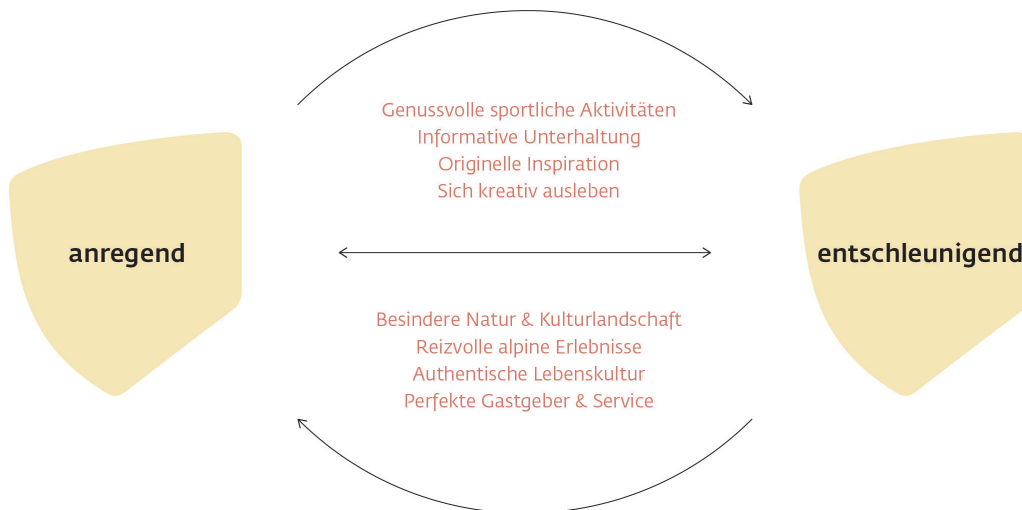 Genussvolle sportliche Aktivitäten
Informative Unterhaltung
Originelle Inspiration
Sich kreativ ausleben
anregend
entschleunigend
Besindere Natur & Kulturlandschaft
Reizvolle alpine Erlebnisse
Authentische Lebenskultur
Perfekte Gastgeber & Service